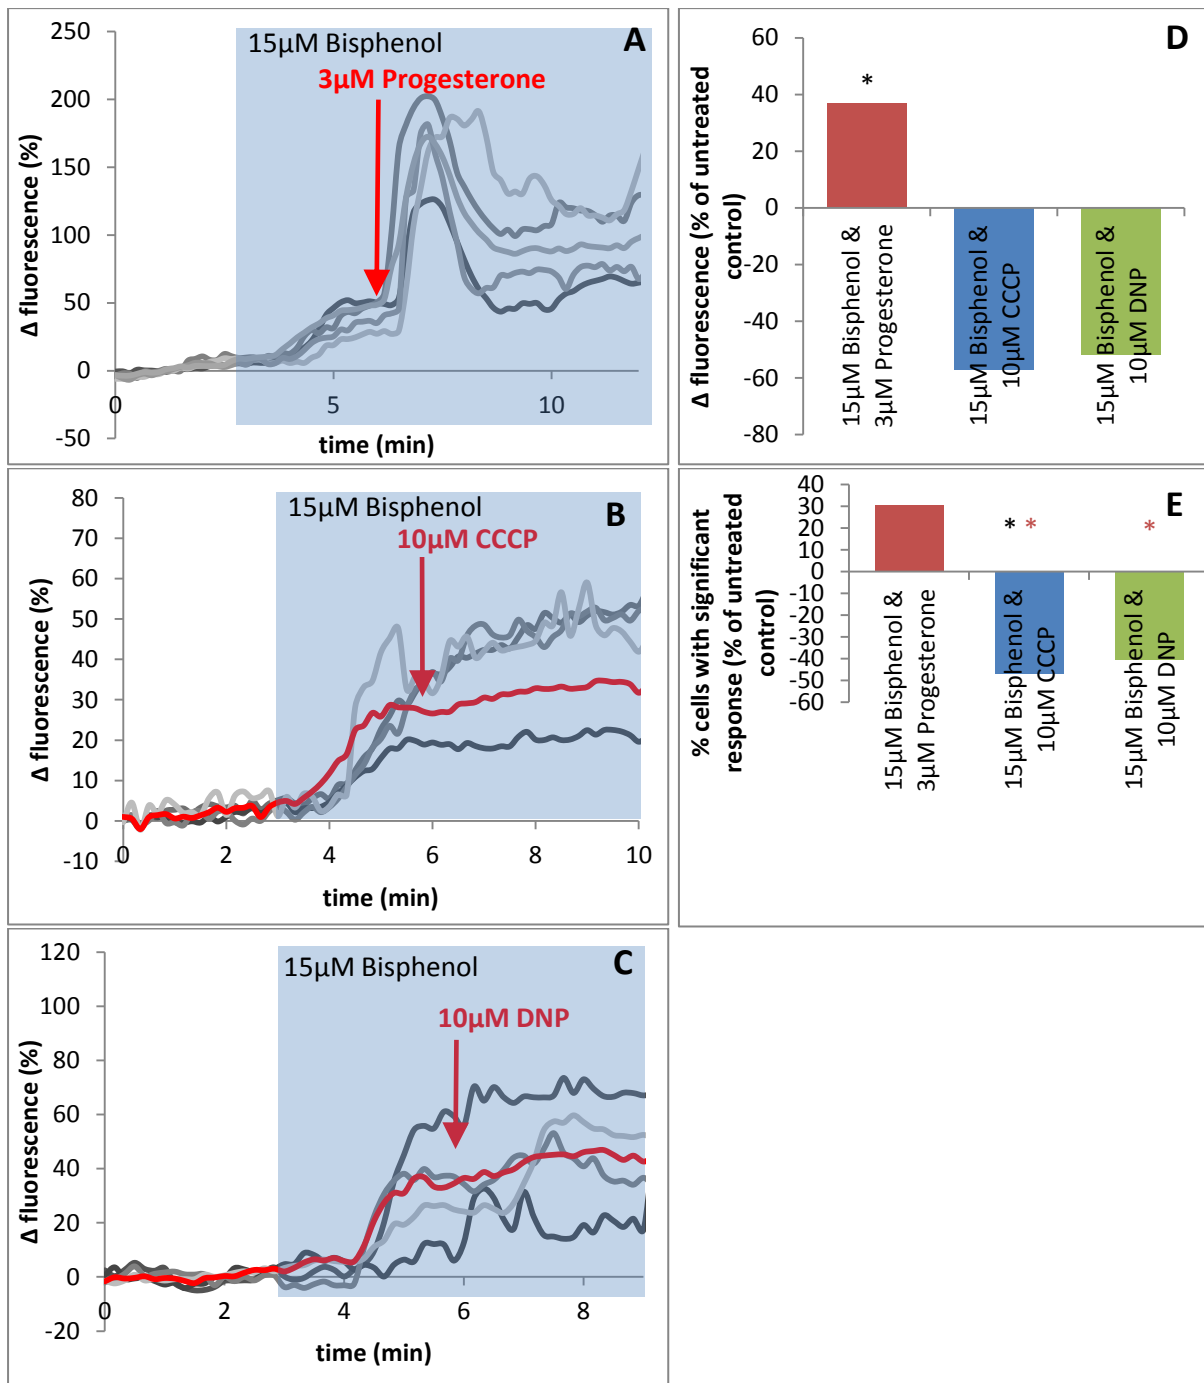 A
15µM Bisphenol
3µM Progesterone
Δ fluorescence (%)
250
200
150
100
50
0
-50
0
5
10
time (min)
B
15µM Bisphenol
10µM CCCP
Δ fluorescence (%)
80
70
60
50
40
30
20
10
0
-10
0
2
4
6
8
10
time (min)
C
15µM Bisphenol
10µM DNP
Δ fluorescence (%)
120
100
80
60
40
20
0
-20
0
2
4
6
8
time (min)
D
Δ fluorescence (% of untreated
control)
60
40
20
0
-20
-40
-60
-80
*
15µM Bisphenol &
3µM Progesterone
15µM Bisphenol &
10µM CCCP
15µM Bisphenol &
10µM DNP
E
% cells with significant
response (% of untreated
control)
30
20
10
0
-10
-20
-30
-40
-50
-60
* *
*
15µM Bisphenol &
3µM Progesterone
15µM Bisphenol &
10µM CCCP
15µM Bisphenol &
10µM DNP